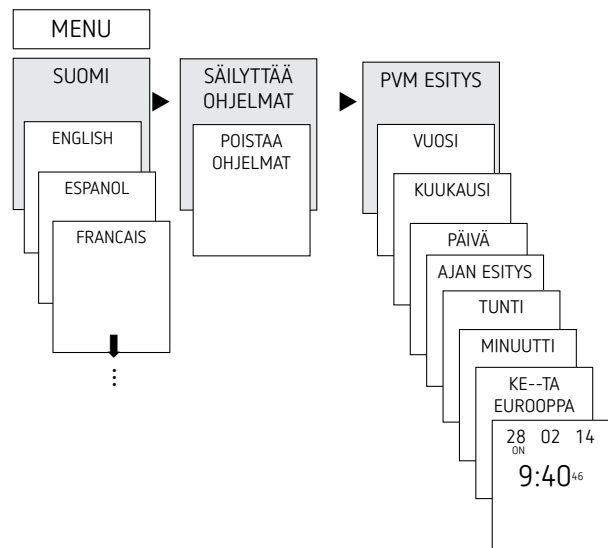 MENU
SUOMI
ENGLISH
ESPANOL
FRANCAIS
SÄILYTTÄÄ
OHJELMAT
POISTAA
OHJELMAT
PVM ESITYS
VUOSI
KUUKAUSI
PÄIVÄ
AJAN ESITYS
TUNTI
MINUUTTI
KE--TA
EUROOPPA
28 02 14
ON
9:40 46